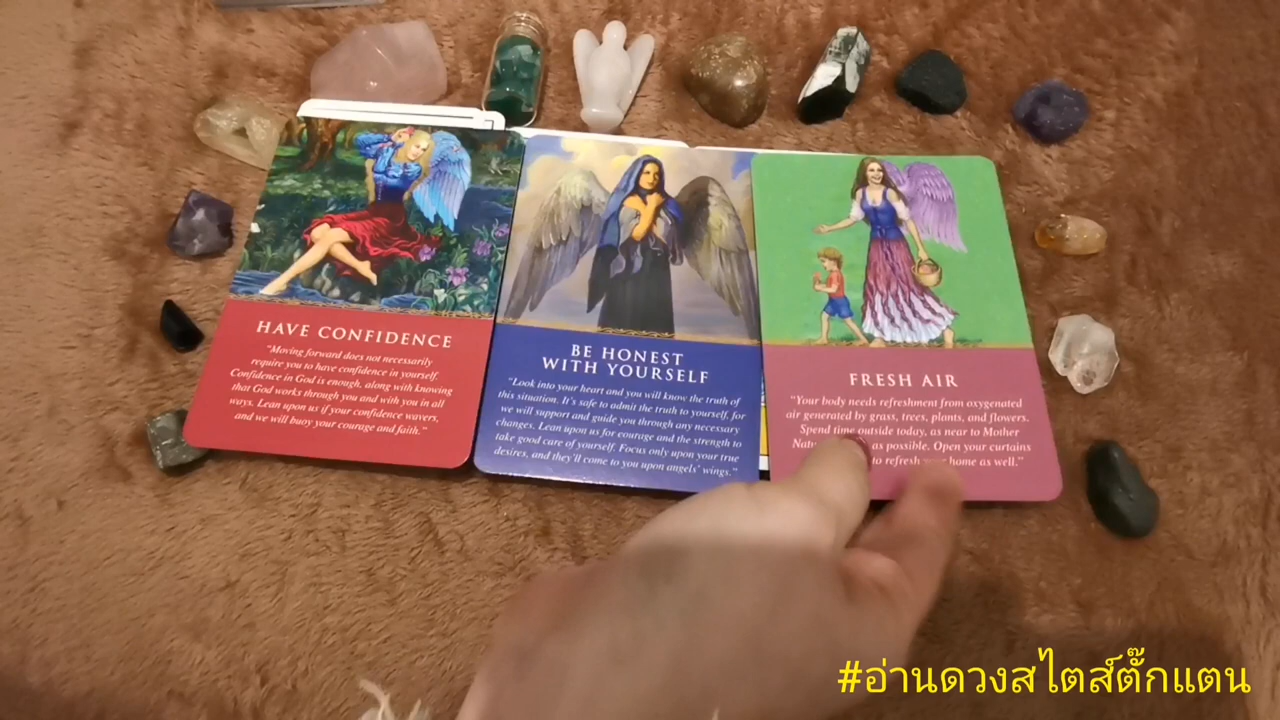 HAVE CONFIDENCE
"Moving forward does not necessarily
require you to have confidence in yourself.
Confidence in God is enough, along with knowing
that God works through you and with you in all
ways. Lean upon us if your confidence wavers,
and we will buoy your courage and faith."
BE HONEST
WITH YOURSELF
"Look into your heart and you will know the truth of
this situation. It's safe to admit the truth to yourself, for
we will support and guide you through any necessary
changes. Lean upon us for courage and the strength to
take good care of yourself. Focus only upon your true
desires, and they'll come to you upon angels' wings."
FRESH AIR
"Your body needs refreshment from oxygenated
air generated by grass, trees, plants, and flowers.
Spend time outside today, as near to Mother
as possible. Open your curtains
to refresh home as well."
#อ่านดวงสไตส์ตั๊กแตน